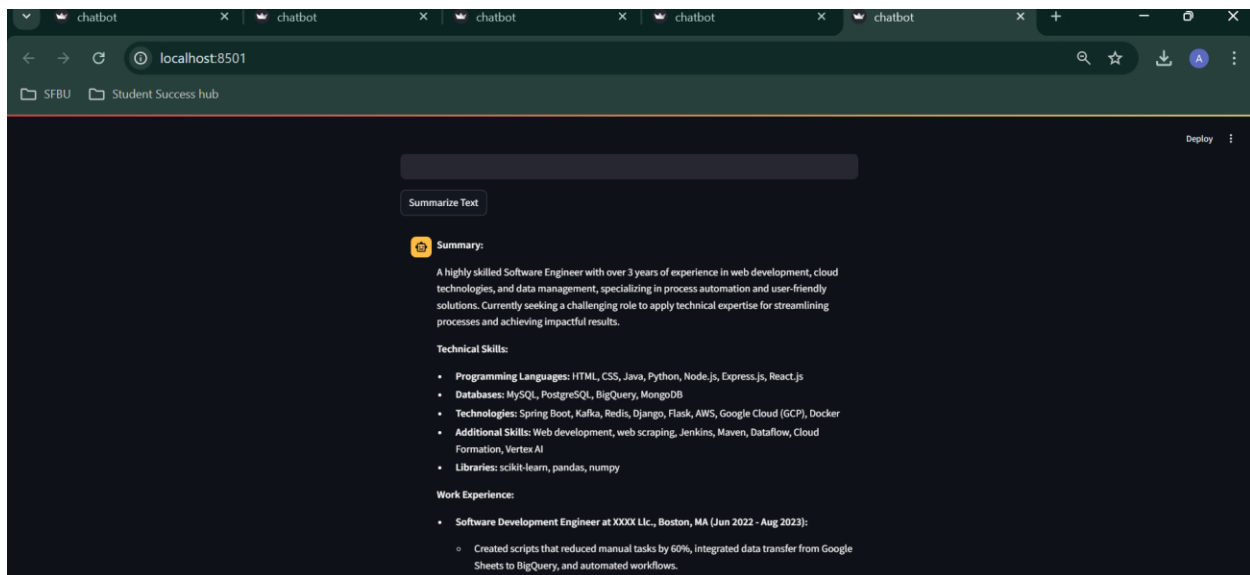 chatbot
chatbot
chatbot
chatbot
chatbot
localhost:8501
A
SFBU
Student Success hub
Deploy
Summarize Text
Summary:
A highly skilled Software Engineer with over 3 years of experience in web development, cloud
technologies, and data management, specializing in process automation and user-friendly
solutions. Currently seeking a challenging role to apply technical expertise for streamlining
processes and achieving impactful results.
Technical Skills:
• Programming Languages: HTML, CSS, Java, Python, Node.js, Express.js, React.js
• Databases: MySQL, PostgreSQL, BigQuery, MongoDB
• Technologies: Spring Boot, Kafka, Redis, Django, Flask, AWS, Google Cloud (GCP), Docker
• Additional Skills: Web development, web scraping, Jenkins, Maven, Dataflow, Cloud
Formation, Vertex AI
• Libraries: scikit-learn, pandas, numpy
Work Experience:
• Software Development Engineer at XXXX Llc., Boston, MA (Jun 2022 - Aug 2023):
◦ Created scripts that reduced manual tasks by 60%, integrated data transfer from Google
Sheets to BigQuery, and automated workflows.